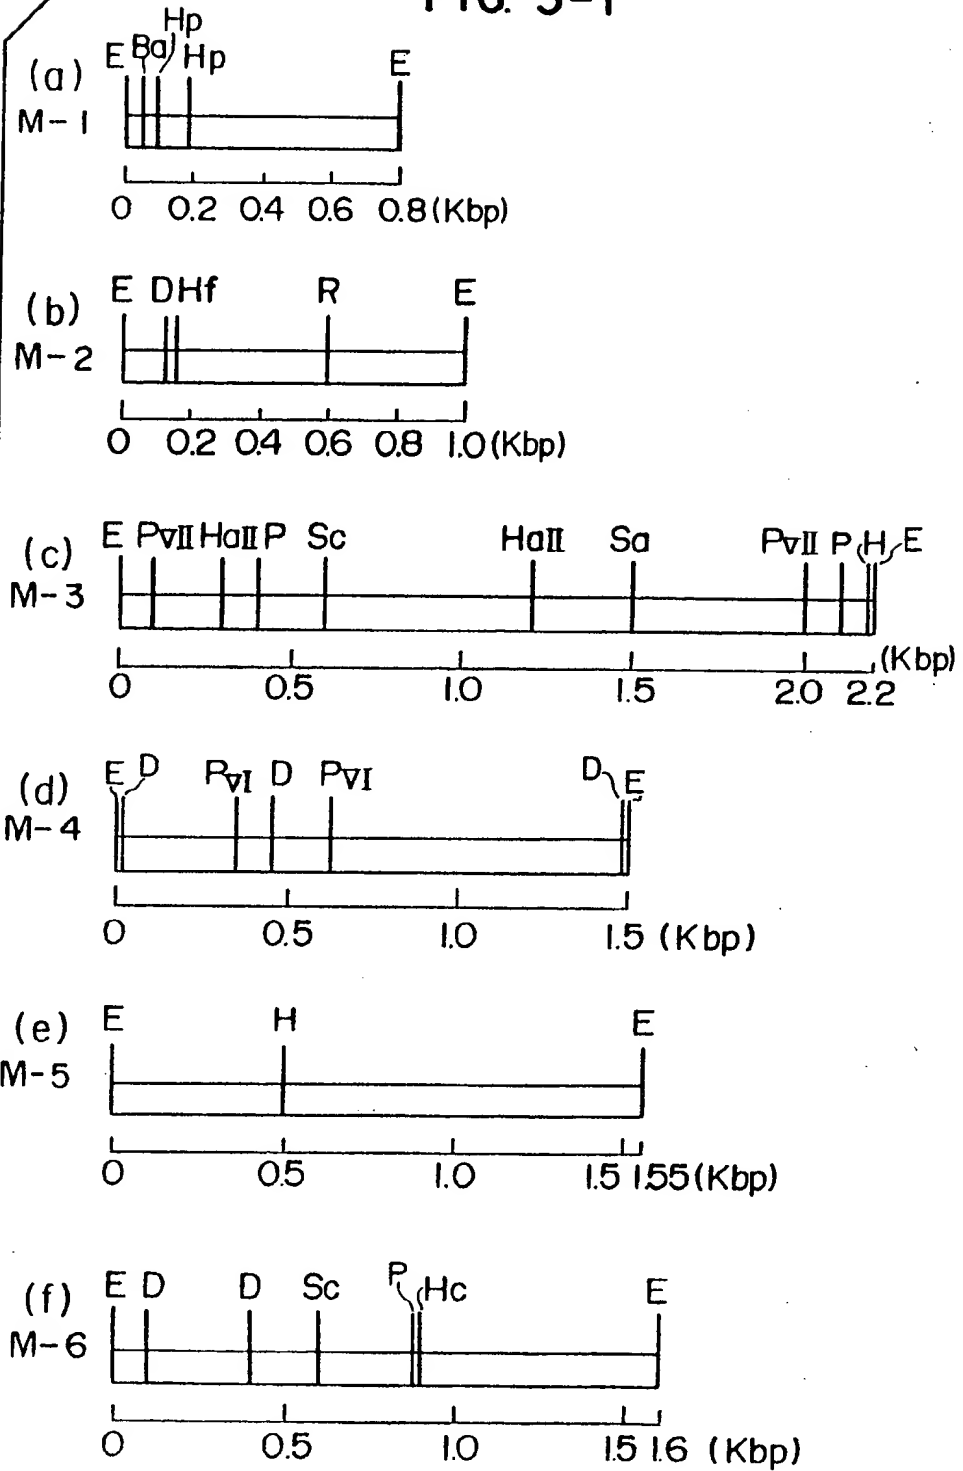 FIG. 3-1
Hp
E Bal Hp E
(a)
M-1
0 0.2 0.4 0.6 0.8 (Kbp)
E D Hf R E
(b)
M-2
0 0.2 0.4 0.6 0.8 1.0 (Kbp)
E PvII HaII P Sc HaII Sa PvII P H E
(c)
M-3
(Kbp)
0 0.5 1.0 1.5 2.0 2.2
E D PvI D PvI D E
(d)
M-4
0 0.5 1.0 1.5 (Kbp)
E H E
(e)
M-5
0 0.5 1.0 1.5 1.55 (Kbp)
E D D Sc P Hc E
(f)
M-6
0 0.5 1.0 1.5 1.6 (Kbp)